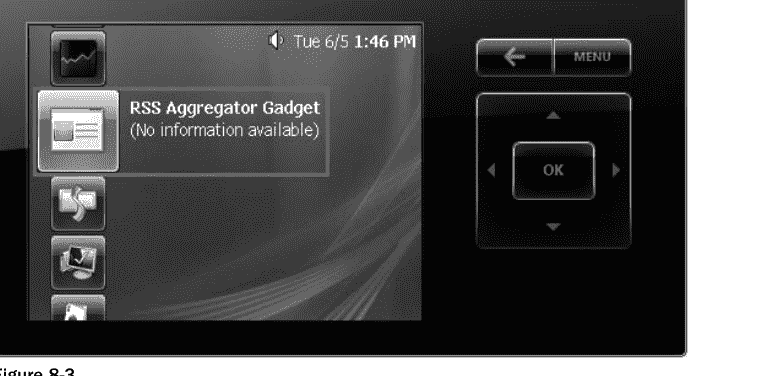 Tue 6/5 1:46 PM
MENU
RSS Aggregator Gadget
(No information available)
OK
Figure 8-3